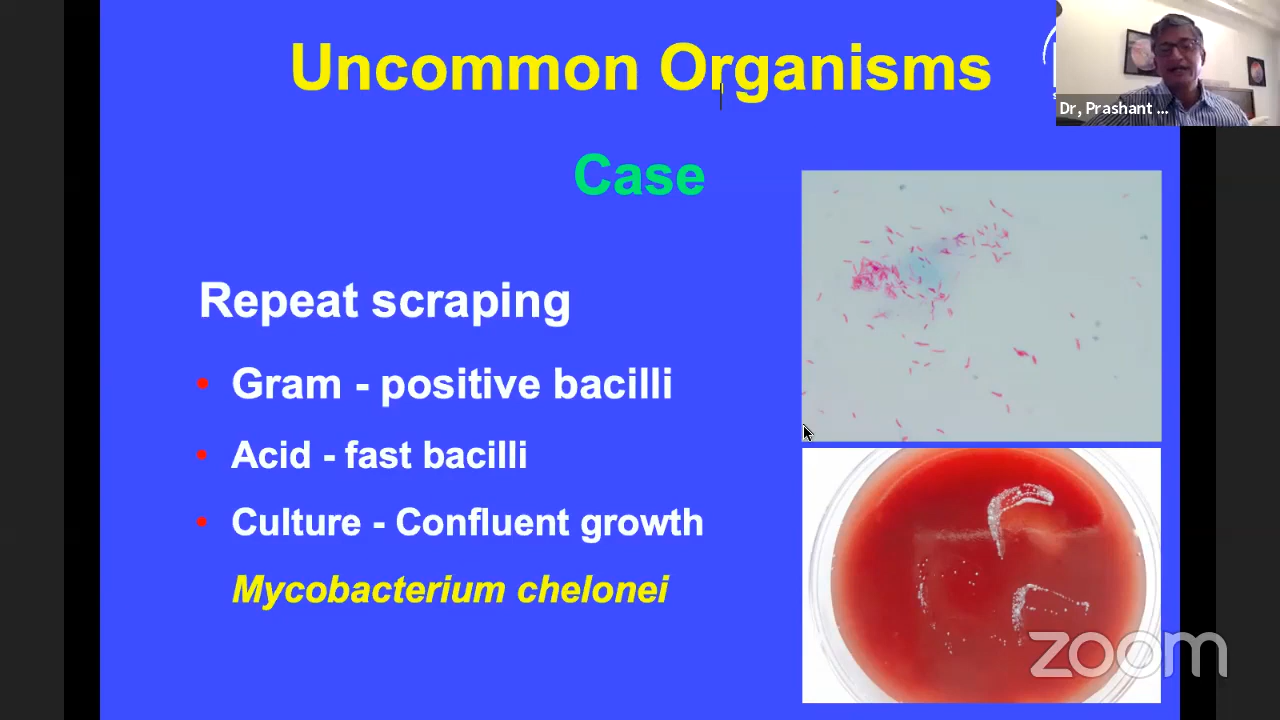 Uncommon Organisms
Case
Repeat scraping
• Gram - positive bacilli
• Acid - fast bacilli
• Culture - Confluent growth
Mycobacterium chelonei
Dr, Prashant ...
zoom